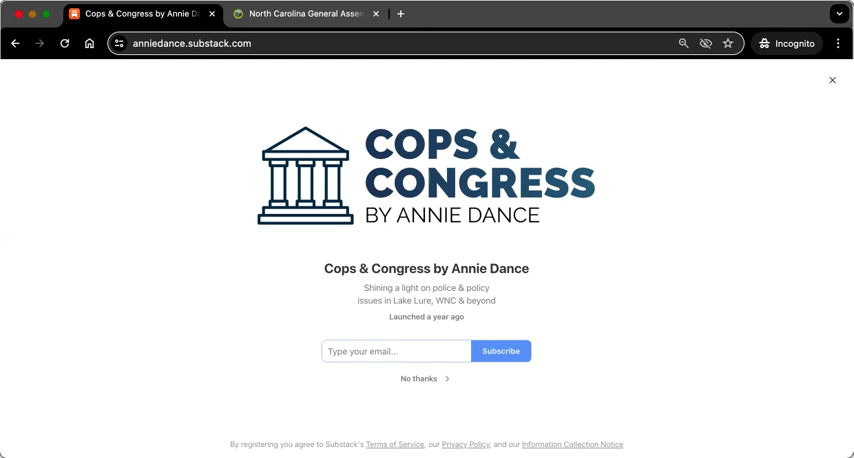 Cops & Congress by Annie D
North Carolina General Assem
anniedance.substack.com
Incognito
COPS &
CONGRESS
BY ANNIE DANCE
Cops & Congress by Annie Dance
Shining a light on police & policy
issues in Lake Lure, WNC & beyond
Launched a year ago
Type your email...
Subscribe
No thanks
By registering you agree to Substack's Terms of Service, our Privacy Policy, and our Information Collection Notice